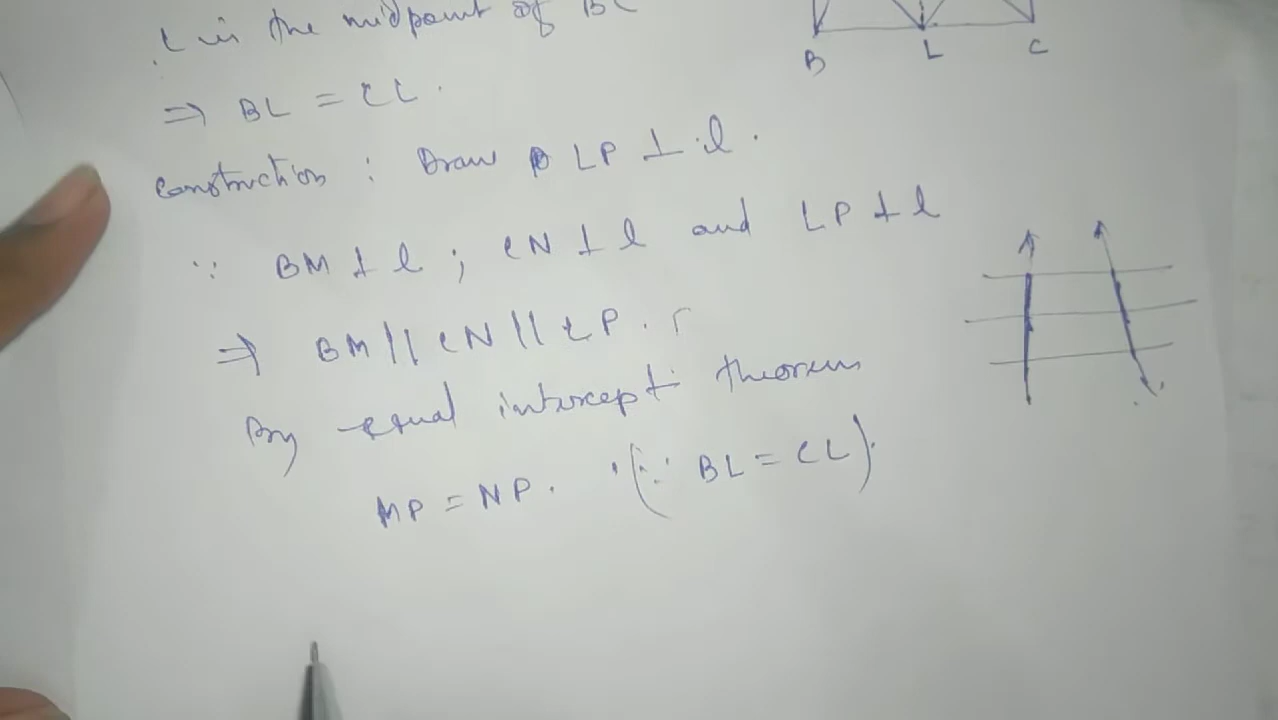 L is the midpoint of BC
B L C
⇒ BL = CL.
Construction : Draw LP ⊥ l.
∵ BM ⊥ l ; CN ⊥ l and LP ⊥ l
⇒ BM || CN || LP.
By equal intercept theorem
MP = NP. (∵ BL = CL).